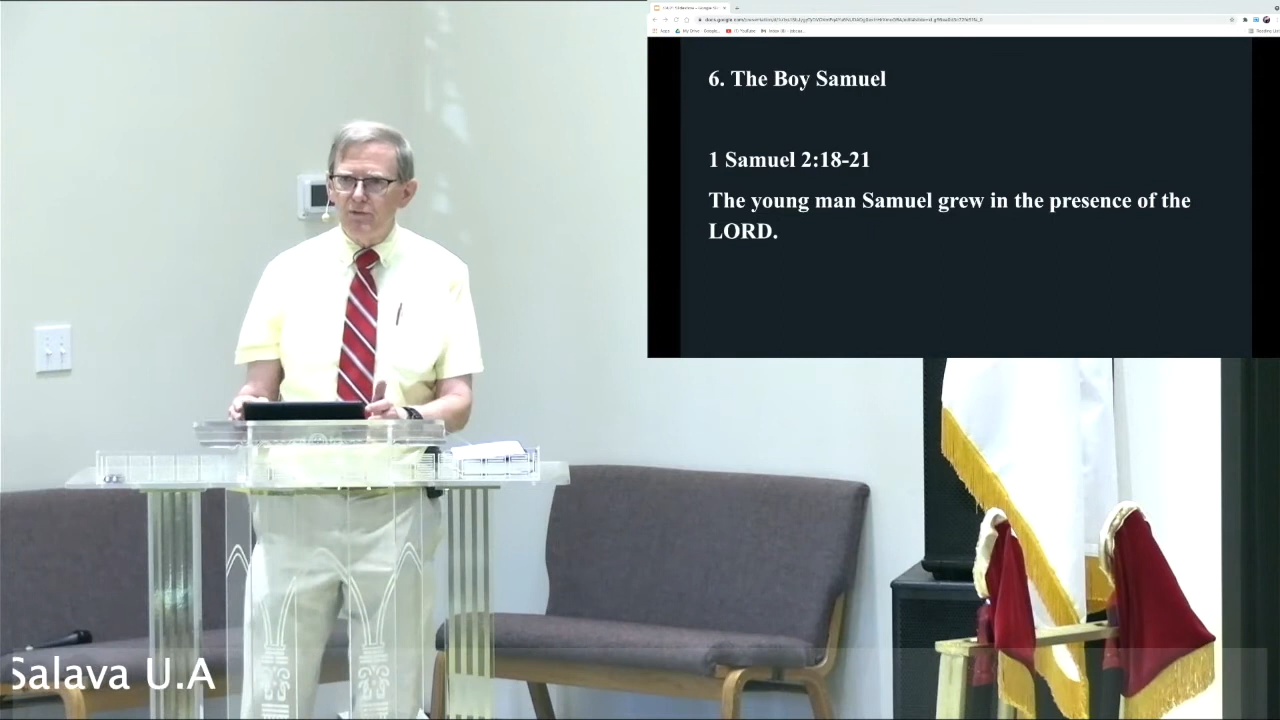 6. The Boy Samuel
1 Samuel 2:18-21
The young man Samuel grew in the presence of the
LORD.
Salava U.A